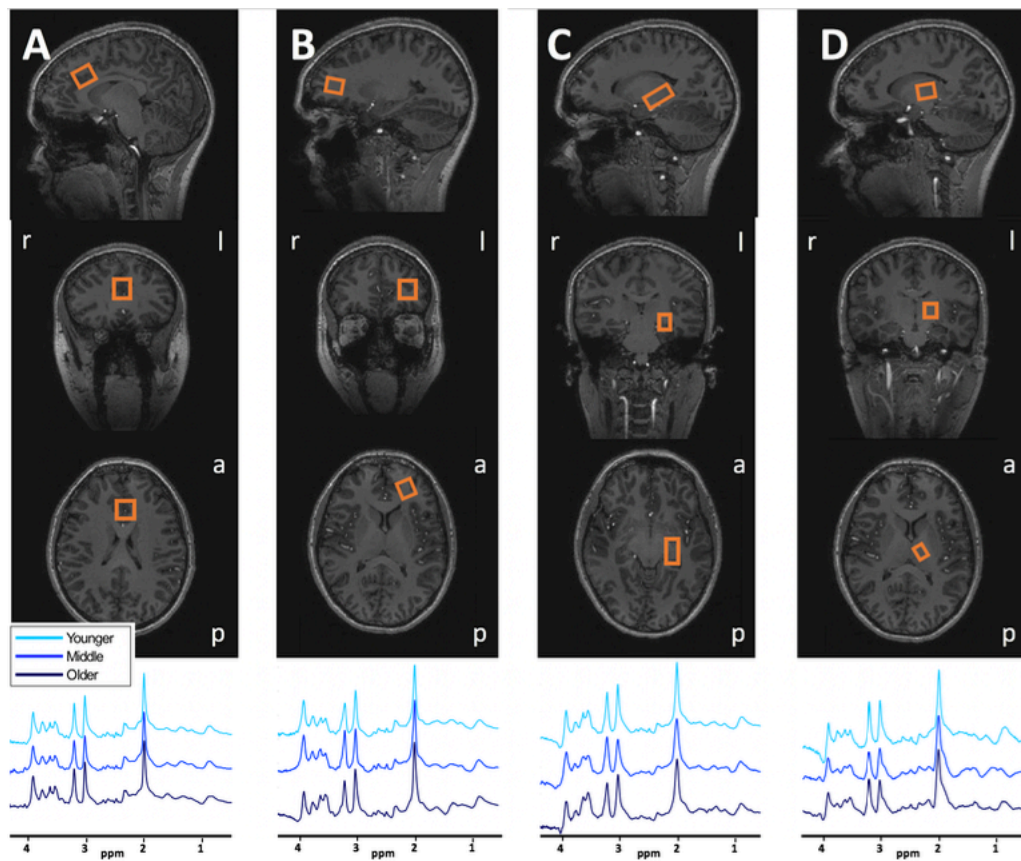 A B C D
r l r l r l
a a a
p p p
Younger
Middle
Older
4 3 2 1 4 3 2 1 4 3 2 1 4 3 2 1
ppm ppm ppm ppm